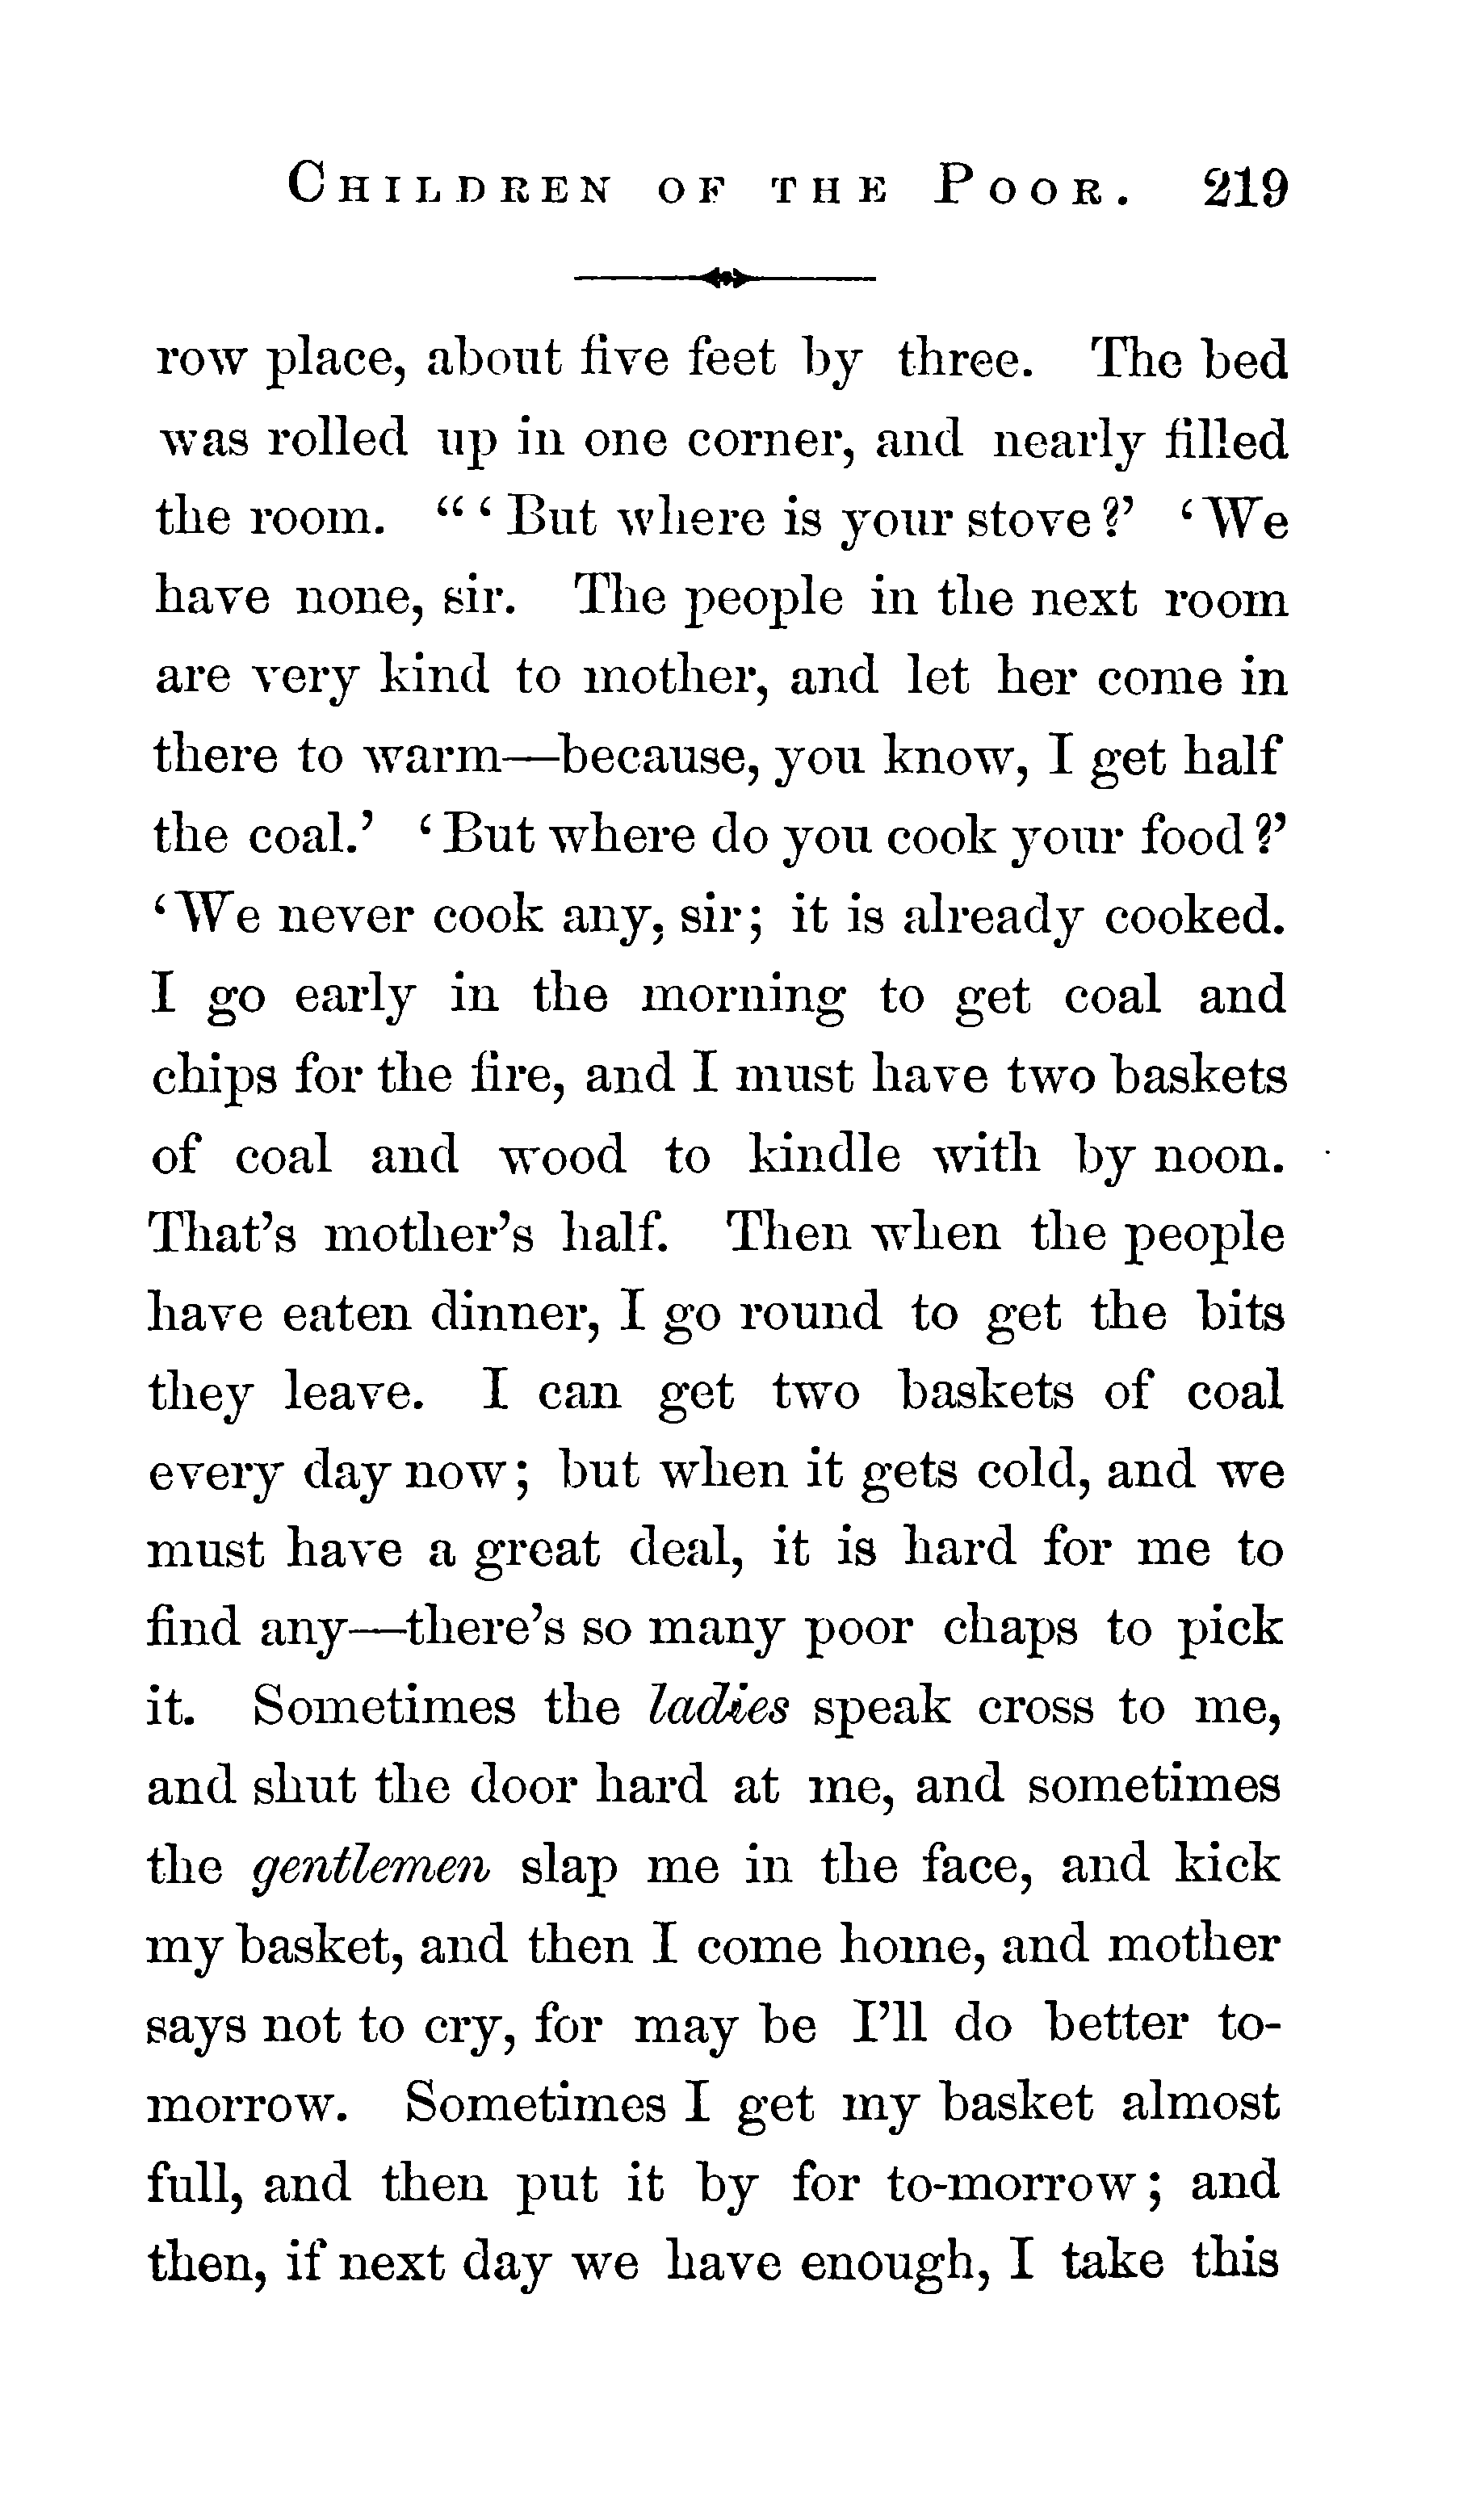 CHILDREN OF THE POOR. 219
row place, about five feet by three. The bed
was rolled up in one corner, and nearly filled
the room. “ ‘ But where is your stove ?’ ‘ We
have none, sir. The people in the next room
are very kind to mother, and let her come in
there to warm—because, you know, I get half
the coal.’ ‘ But where do you cook your food ?’
‘ We never cook any, sir; it is already cooked.
I go early in the morning to get coal and
chips for the fire, and I must have two baskets
of coal and wood to kindle with by noon.
That’s mother’s half. Then when the people
have eaten dinner, I go round to get the bits
they leave. I can get two baskets of coal
every day now; but when it gets cold, and we
must have a great deal, it is hard for me to
find any—there’s so many poor chaps to pick
it. Sometimes the ladies speak cross to me,
and shut the door hard at me, and sometimes
the gentlemen slap me in the face, and kick
my basket, and then I come home, and mother
says not to cry, for may be I’ll do better to-
morrow. Sometimes I get my basket almost
full, and then put it by for to-morrow; and
then, if next day we have enough, I take this